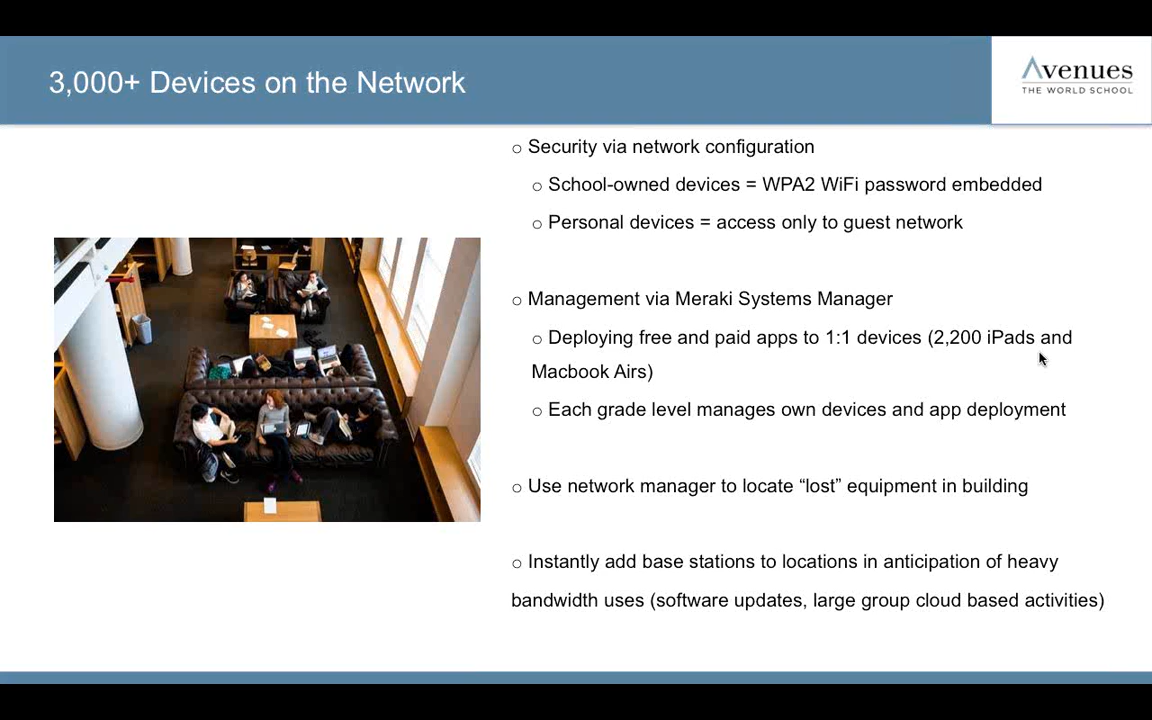 3,000+ Devices on the Network
Avenues
THE WORLD SCHOOL
○ Security via network configuration
○ School-owned devices = WPA2 WiFi password embedded
○ Personal devices = access only to guest network
○ Management via Meraki Systems Manager
○ Deploying free and paid apps to 1:1 devices (2,200 iPads and
Macbook Airs)
○ Each grade level manages own devices and app deployment
○ Use network manager to locate “lost” equipment in building
○ Instantly add base stations to locations in anticipation of heavy
bandwidth uses (software updates, large group cloud based activities)